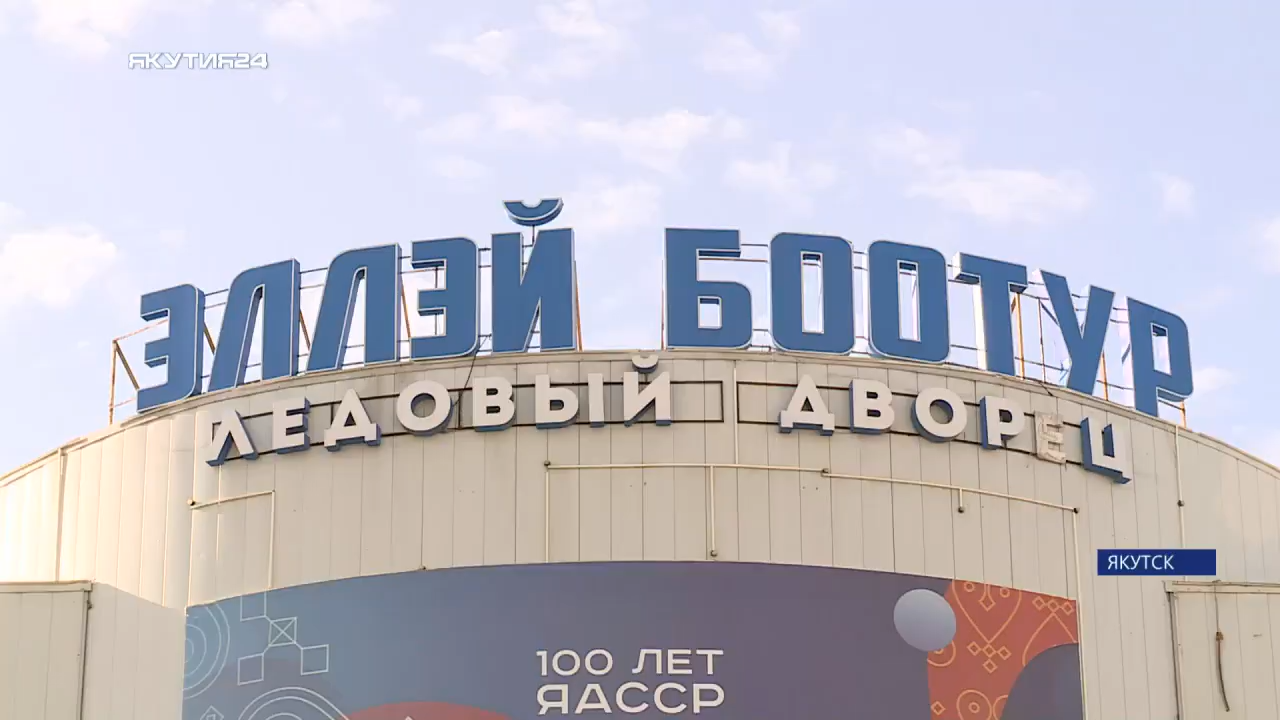 ЯКУТИЯ24
ЭЛЛЭЙ БООТУР
ЛЕДОВЫЙ ДВОРЕЦ
ЯКУТСК
100 ЛЕТ
ЯАССР